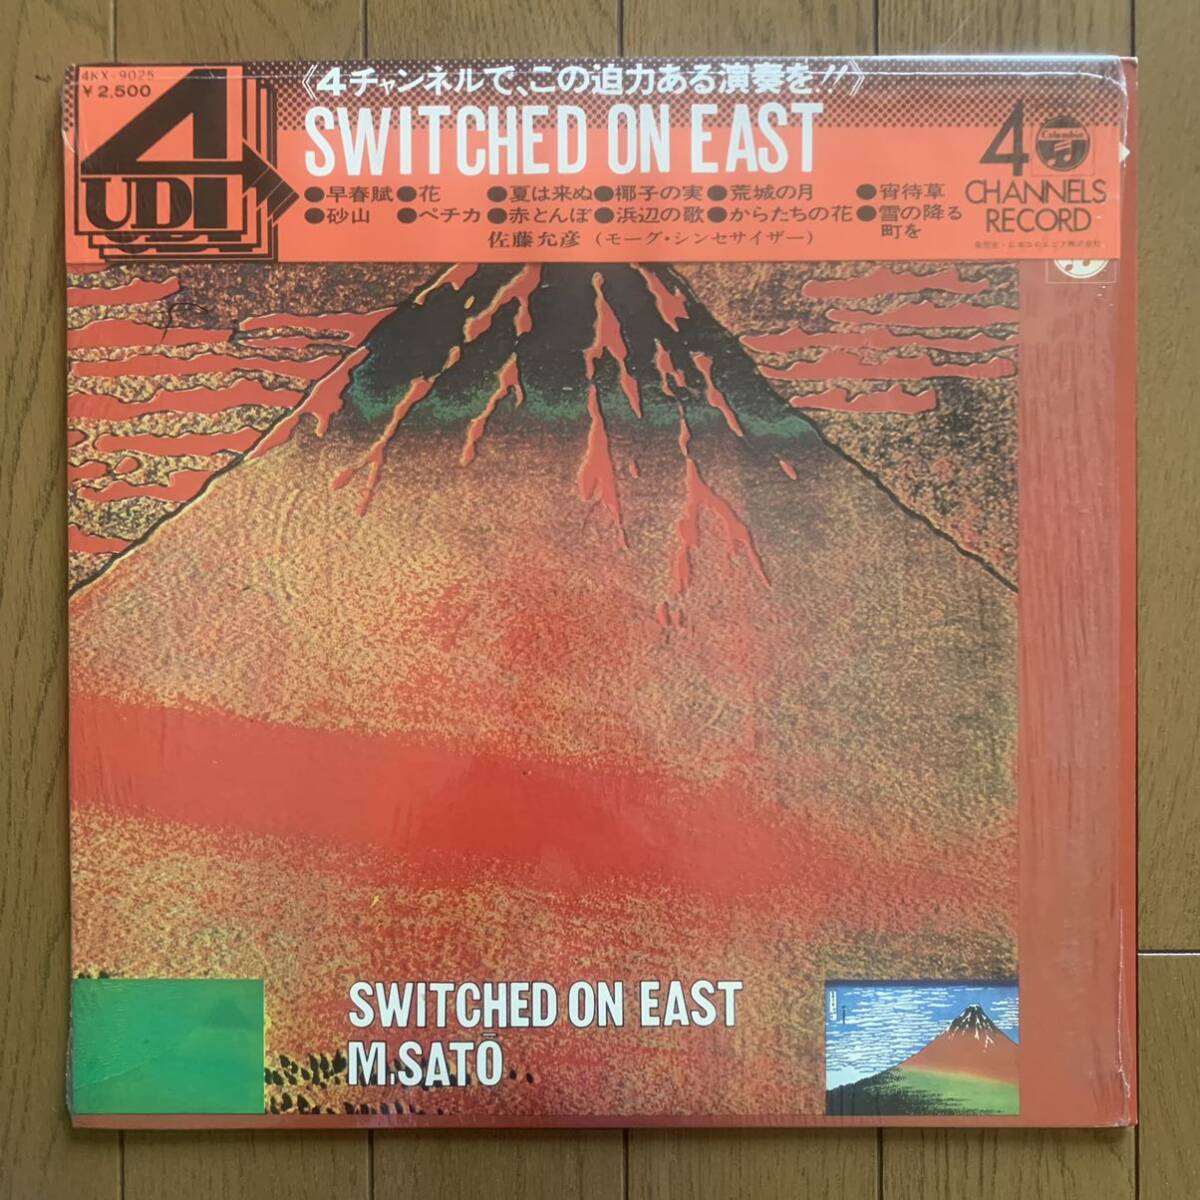 4KX-9025
¥2,500
4
UDI
《4チャンネルで、この迫力ある演奏を!!》
SWITCHED ON EAST
●早春賦 ●花 ●夏は来ぬ ●椰子の実 ●荒城の月 ●宵待草
●砂山 ●ペチカ ●赤とんぼ ●浜辺の歌 ●からたちの花 ●雪の降る町を
佐藤允彦 (モーグ・シンセサイザー)
4
Columbia
CHANNELS
RECORD
SWITCHED ON EAST
M.SATŌ